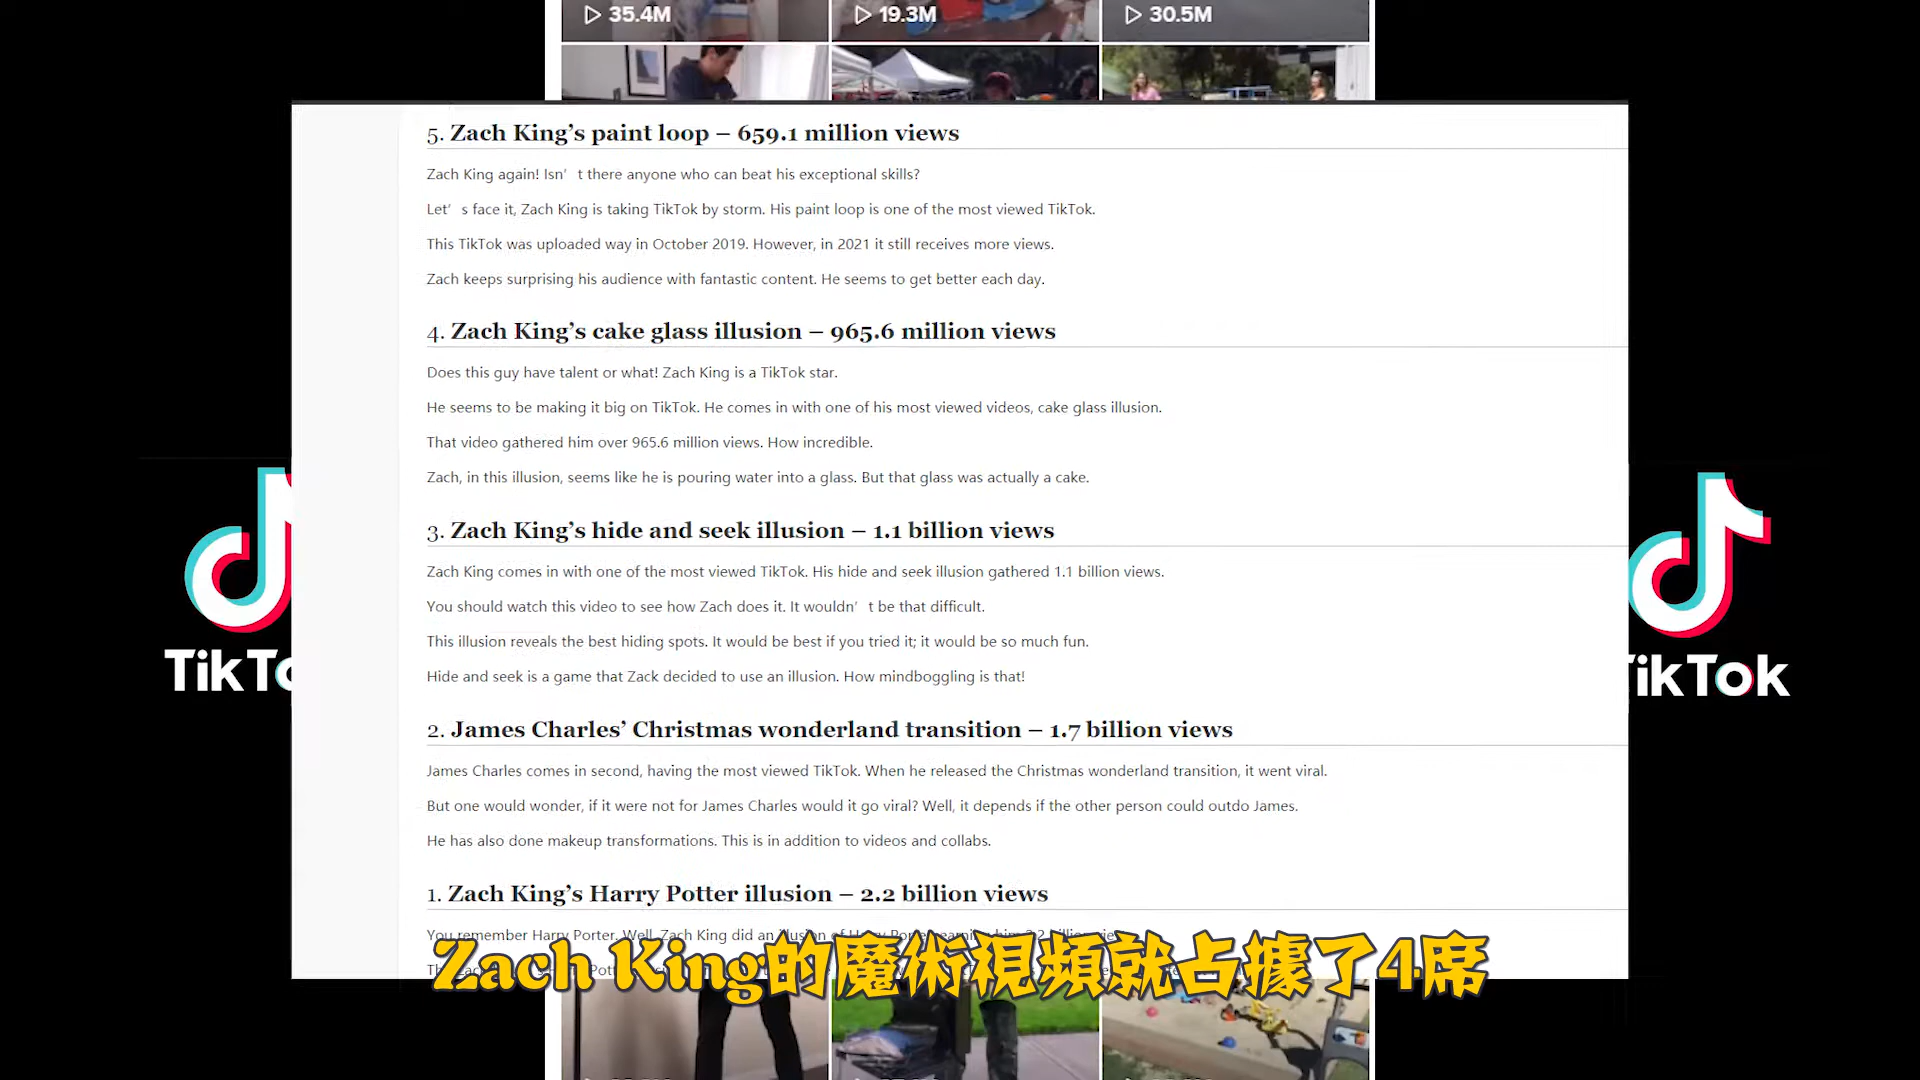 35.4M
19.3M
30.5M
5. Zach King’s paint loop – 659.1 million views
Zach King again! Isn’ t there anyone who can beat his exceptional skills?
Let’ s face it, Zach King is taking TikTok by storm. His paint loop is one of the most viewed TikTok.
This TikTok was uploaded way in October 2019. However, in 2021 it still receives more views.
Zach keeps surprising his audience with fantastic content. He seems to get better each day.
4. Zach King’s cake glass illusion – 965.6 million views
Does this guy have talent or what! Zach King is a TikTok star.
He seems to be making it big on TikTok. He comes in with one of his most viewed videos, cake glass illusion.
That video gathered him over 965.6 million views. How incredible.
Zach, in this illusion, seems like he is pouring water into a glass. But that glass was actually a cake.
3. Zach King’s hide and seek illusion – 1.1 billion views
Zach King comes in with one of the most viewed TikTok. His hide and seek illusion gathered 1.1 billion views.
You should watch this video to see how Zach does it. It wouldn’ t be that difficult.
This illusion reveals the best hiding spots. It would be best if you tried it; it would be so much fun.
Hide and seek is a game that Zack decided to use an illusion. How mindboggling is that!
2. James Charles’ Christmas wonderland transition – 1.7 billion views
James Charles comes in second, having the most viewed TikTok. When he released the Christmas wonderland transition, it went viral.
But one would wonder, if it were not for James Charles would it go viral? Well, it depends if the other person could outdo James.
He has also done makeup transformations. This is in addition to videos and collabs.
1. Zach King’s Harry Potter illusion – 2.2 billion views
You remember Harry Porter. Well, Zach King did an illusion of
Zach King的魔術視頻就占據了4席
TikTo
ikTok